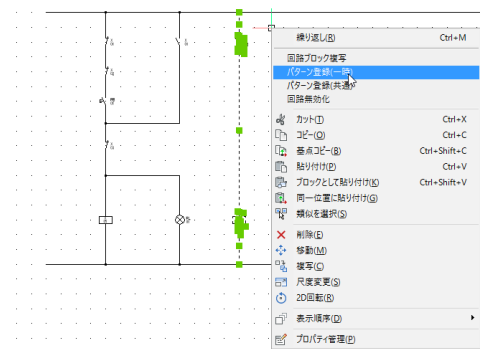 繰り返し(R) Ctrl+M
回路ブロック複写
パターン登録(一時)
パターン登録(共通)
回路無効化
カット(T) Ctrl+X
コピー(O) Ctrl+C
基点コピー(B) Ctrl+Shift+C
貼り付け(P) Ctrl+V
ブロックとして貼り付け(K) Ctrl+Shift+V
同一位置に貼り付け(G)
類似を選択(S)
削除(E)
移動(M)
複写(C)
尺度変更(S)
2D回転(R)
表示順序(D)
プロパティ管理(P)